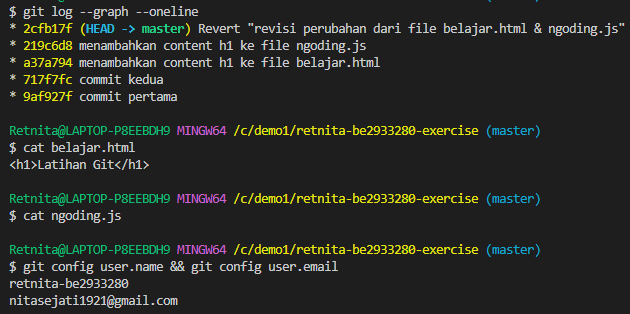 $ git log --graph --oneline
* 2cfb17f (HEAD -> master) Revert "revisi perubahan dari file belajar.html & ngoding.js"
* 219c6d8 menambahkan content h1 ke file ngoding.js
* a37a794 menambahkan content h1 ke file belajar.html
* 717f7fc commit kedua
* 9af927f commit pertama
Retnita@LAPTOP-P8EEBDH9 MINGW64 /c/demo1/retnita-be2933280-exercise (master)
$ cat belajar.html
<h1>Latihan Git</h1>
Retnita@LAPTOP-P8EEBDH9 MINGW64 /c/demo1/retnita-be2933280-exercise (master)
$ cat ngoding.js
Retnita@LAPTOP-P8EEBDH9 MINGW64 /c/demo1/retnita-be2933280-exercise (master)
$ git config user.name && git config user.email
retnita-be2933280
nitasejati1921@gmail.com